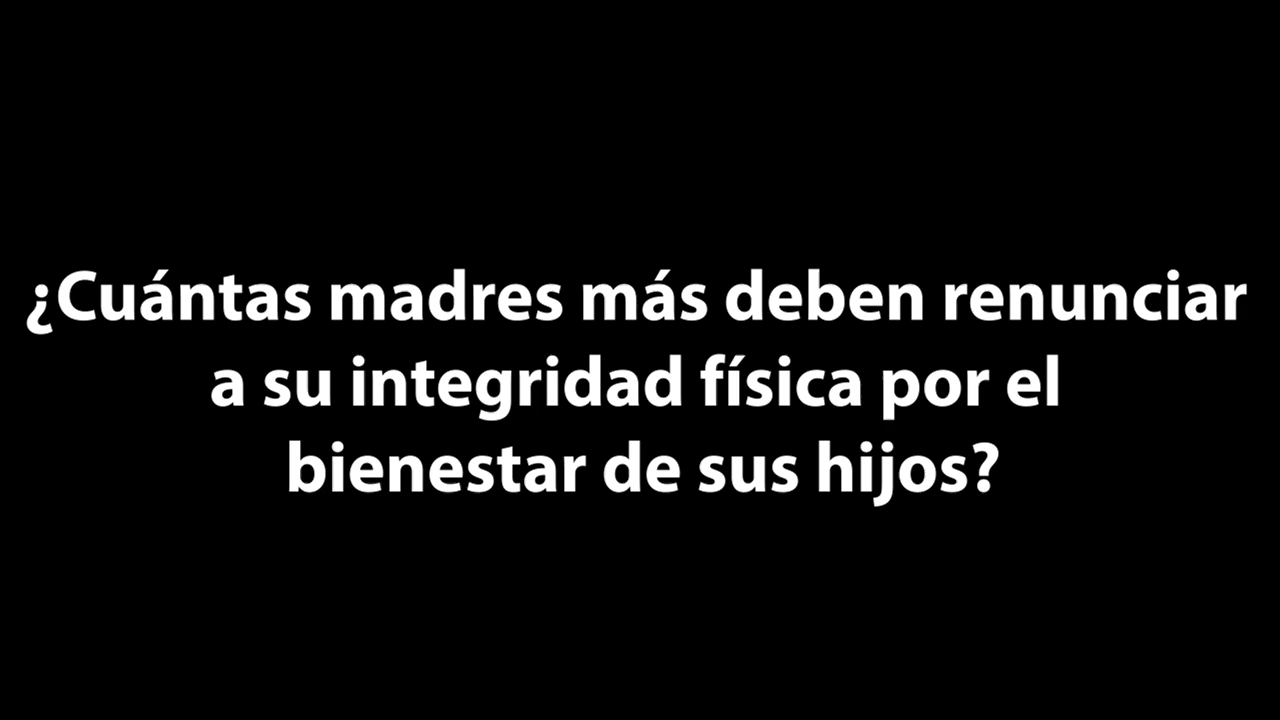 ¿Cuántas madres más deben renunciar
a su integridad física por el
bienestar de sus hijos?